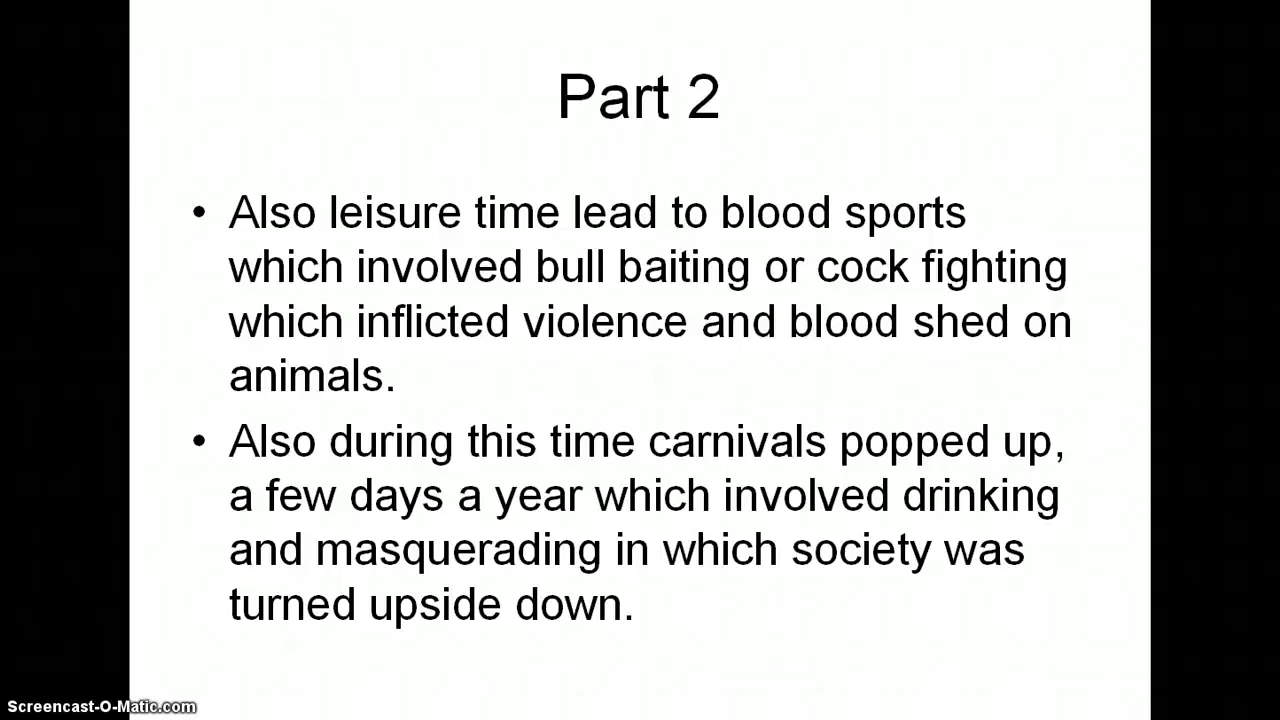 Part 2
• Also leisure time lead to blood sports
which involved bull baiting or cock fighting
which inflicted violence and blood shed on
animals.
• Also during this time carnivals popped up,
a few days a year which involved drinking
and masquerading in which society was
turned upside down.
Screencast-O-Matic.com